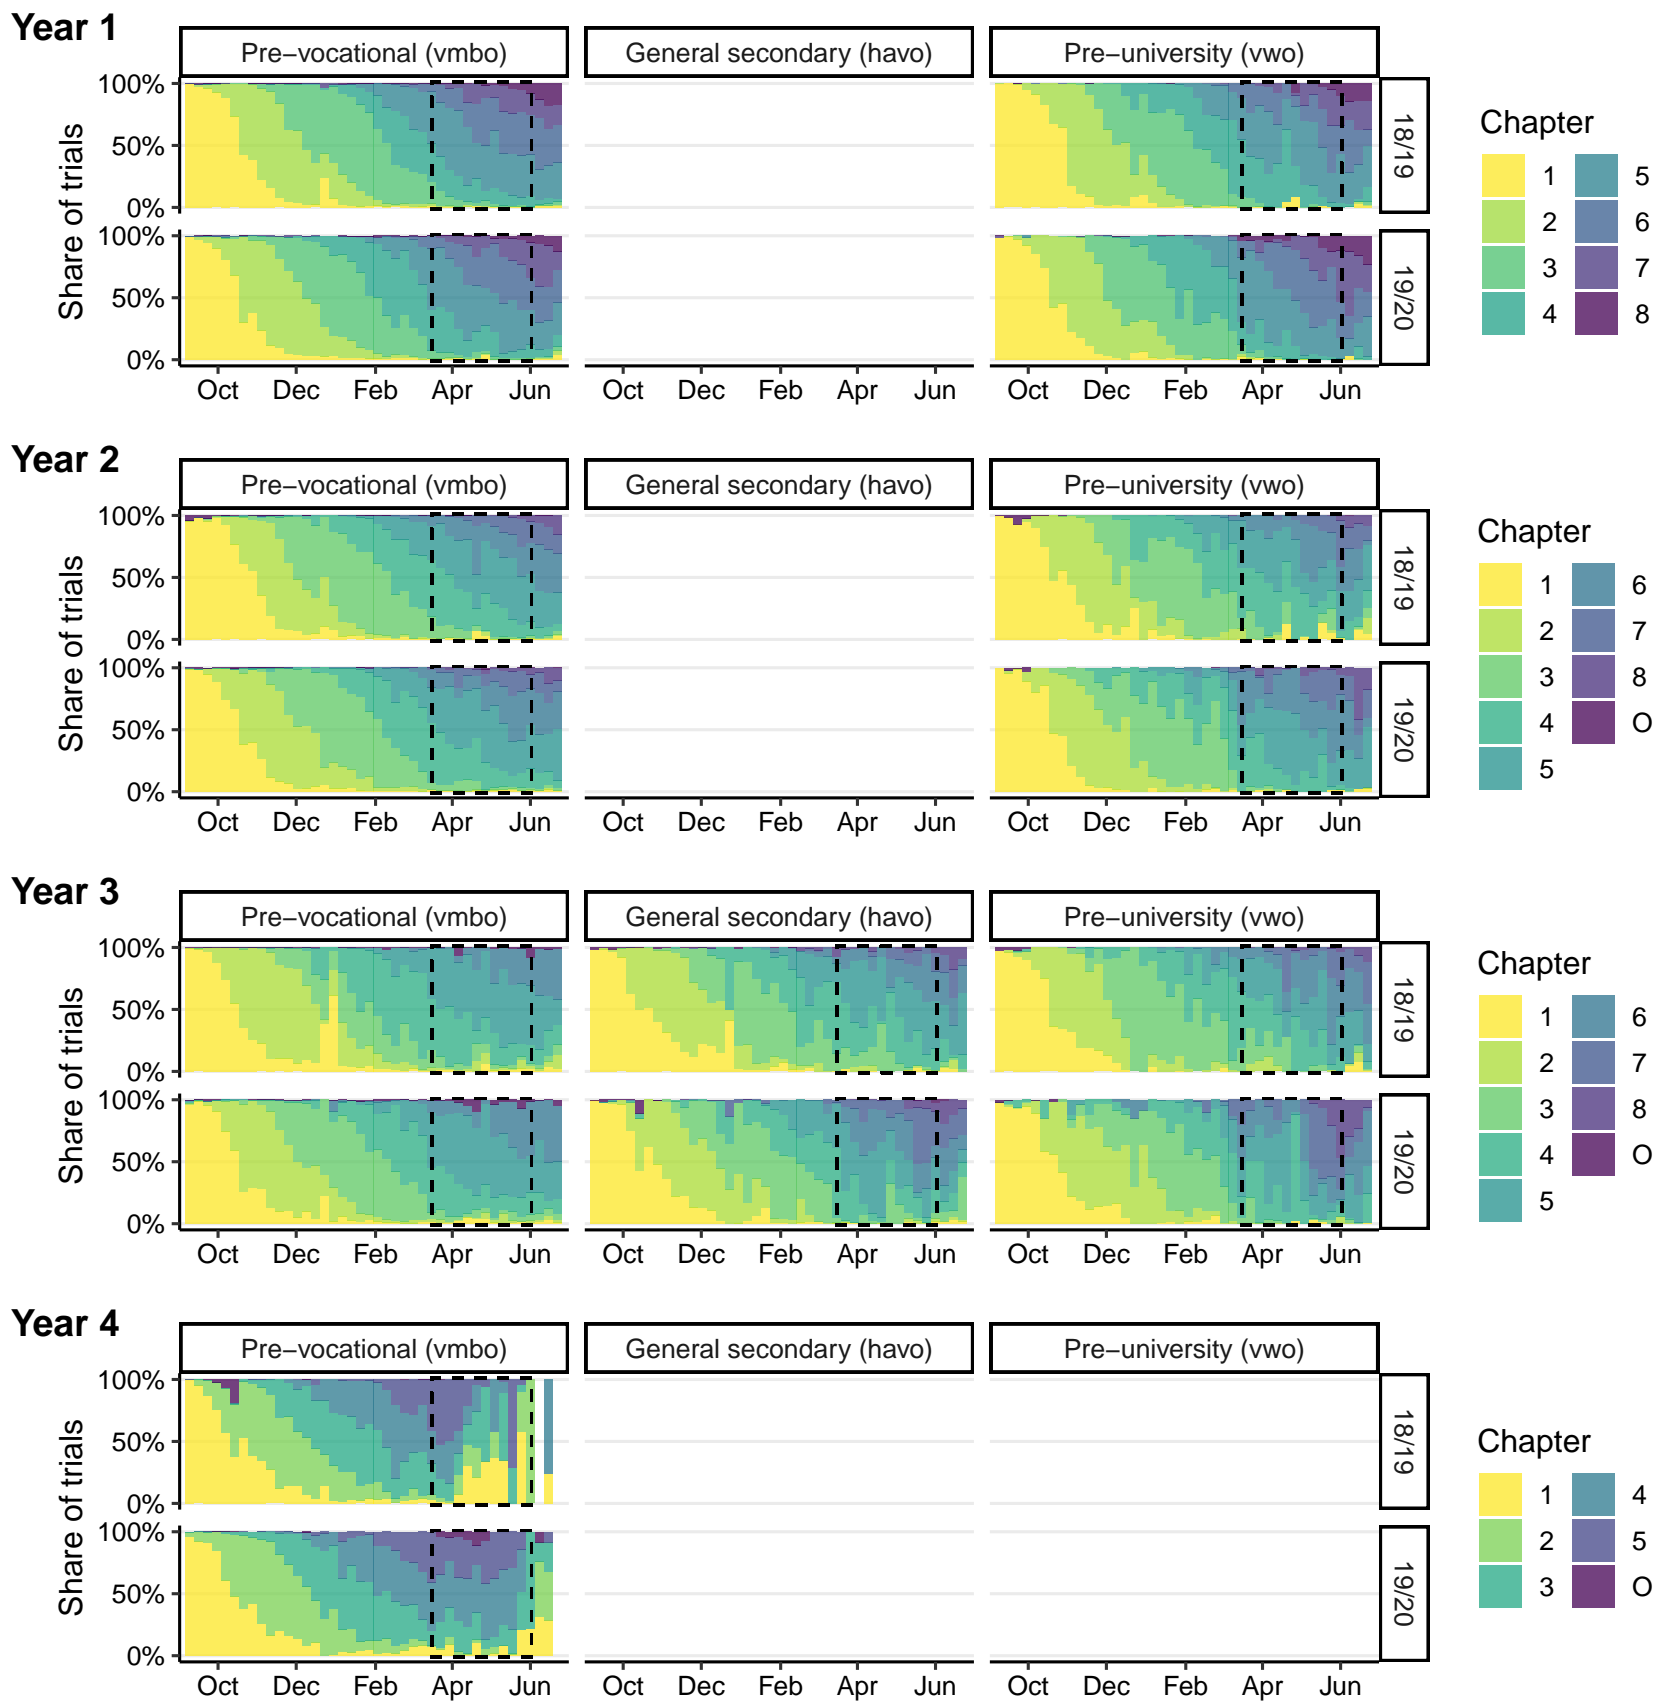 Year 1
Pre−vocational (vmbo) General secondary (havo) Pre−university (vwo)
Share of trials
100%
50%
0%
18/19
100%
50%
0%
19/20
Oct Dec Feb Apr Jun Oct Dec Feb Apr Jun Oct Dec Feb Apr Jun
Chapter
1 5
2 6
3 7
4 8
Year 2
Pre−vocational (vmbo) General secondary (havo) Pre−university (vwo)
Share of trials
100%
50%
0%
18/19
100%
50%
0%
19/20
Oct Dec Feb Apr Jun Oct Dec Feb Apr Jun Oct Dec Feb Apr Jun
Chapter
1 6
2 7
3 8
4 O
5
Year 3
Pre−vocational (vmbo) General secondary (havo) Pre−university (vwo)
Share of trials
100%
50%
0%
18/19
100%
50%
0%
19/20
Oct Dec Feb Apr Jun Oct Dec Feb Apr Jun Oct Dec Feb Apr Jun
Chapter
1 6
2 7
3 8
4 O
5
Year 4
Pre−vocational (vmbo) General secondary (havo) Pre−university (vwo)
Share of trials
100%
50%
0%
18/19
100%
50%
0%
19/20
Oct Dec Feb Apr Jun Oct Dec Feb Apr Jun Oct Dec Feb Apr Jun
Chapter
1 4
2 5
3 O